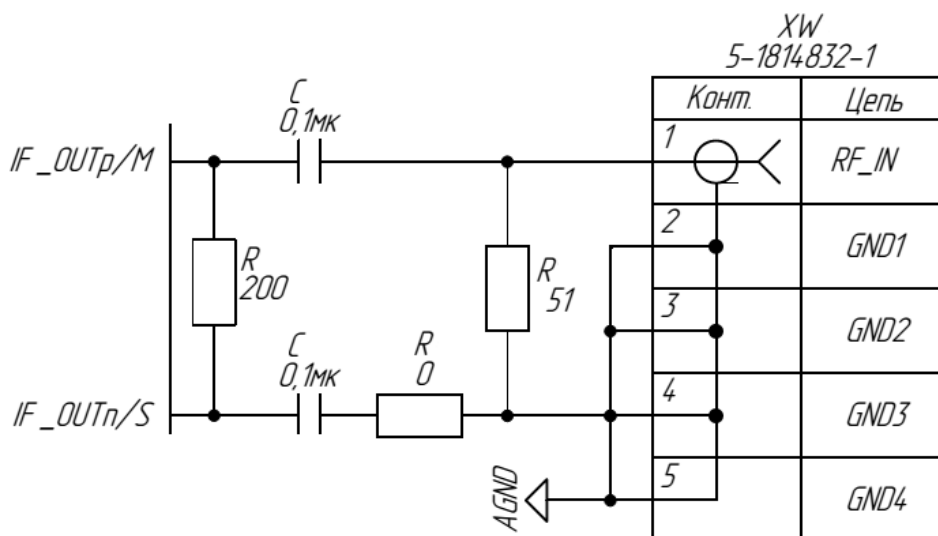 XW
5-1814832-1
Конт.
Цепь
C
0,1мк
IF_OUTp/M
1
RF_IN
2
GND1
R
200
R
51
3
GND2
C
0,1мк
R
0
IF_OUTn/S
4
GND3
AGND
5
GND4